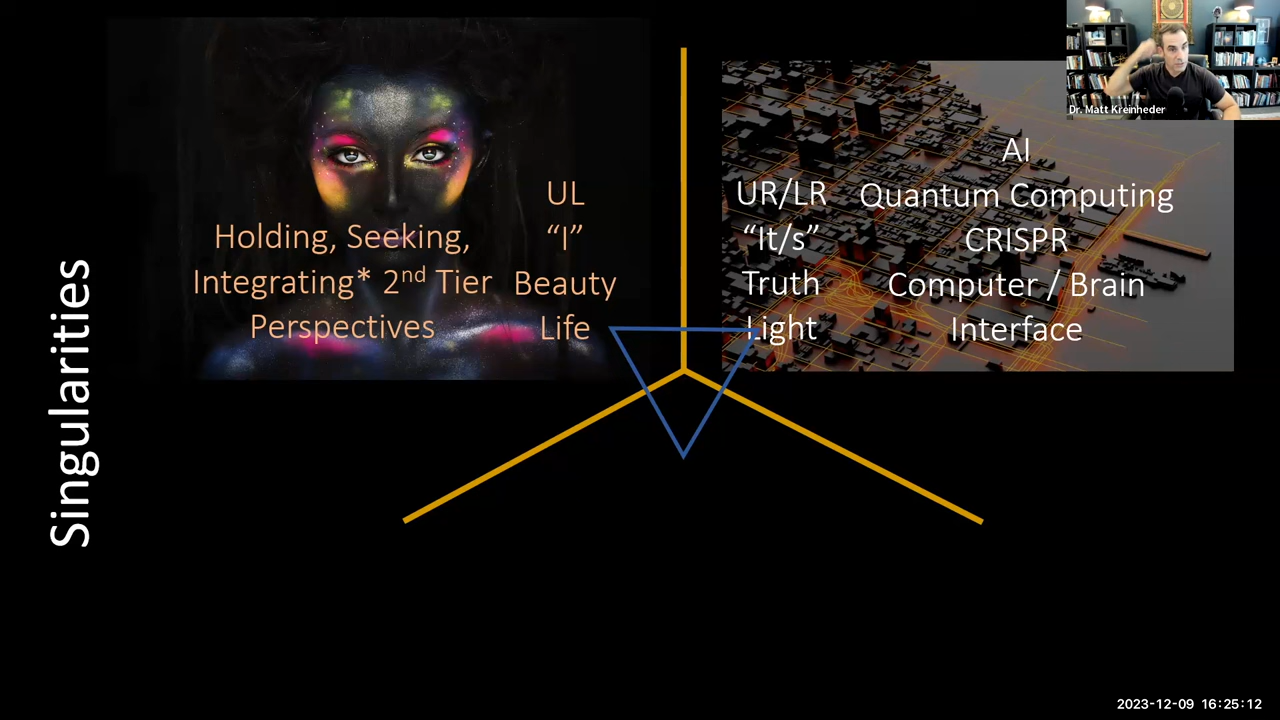 Dr. Matt Kreinheder
Singularities
Holding, Seeking,
Integrating* 2nd Tier
Perspectives
UL
“I”
Beauty
Life
UR/LR
“It/s”
Truth
Light
AI
Quantum Computing
CRISPR
Computer / Brain
Interface
2023-12-09 16:25:12